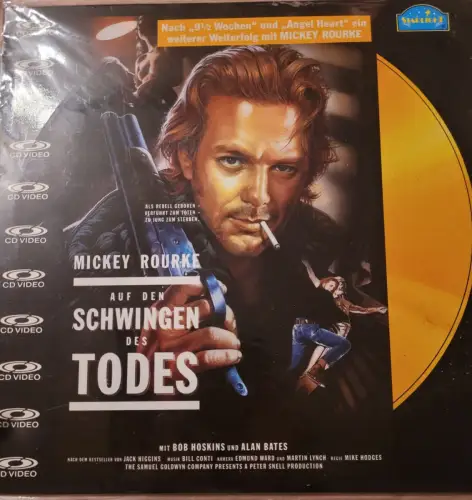 Nach „9½ Wochen“ und „Angel Heart“ ein
weiterer Welterfolg mit MICKEY ROURKE
STARLIGHT
CD VIDEO
CD VIDEO
CD VIDEO
CD VIDEO
CD VIDEO
CD VIDEO
CD VIDEO
CD VIDEO
CD VIDEO
ALS REBELL GEBOREN
VERFÜHRT ZUM TÖTEN –
ZU JUNG ZUM STERBEN.
MICKEY ROURKE
AUF DEN
SCHWINGEN
DES
TODES
MIT BOB HOSKINS UND ALAN BATES
NACH DEM BESTSELLER VON JACK HIGGINS MUSIK BILL CONTI KAMERA EDMUND WARD UND MARTIN LYNCH REGIE MIKE HODGES
THE SAMUEL GOLDWYN COMPANY PRESENTS A PETER SNELL PRODUCTION